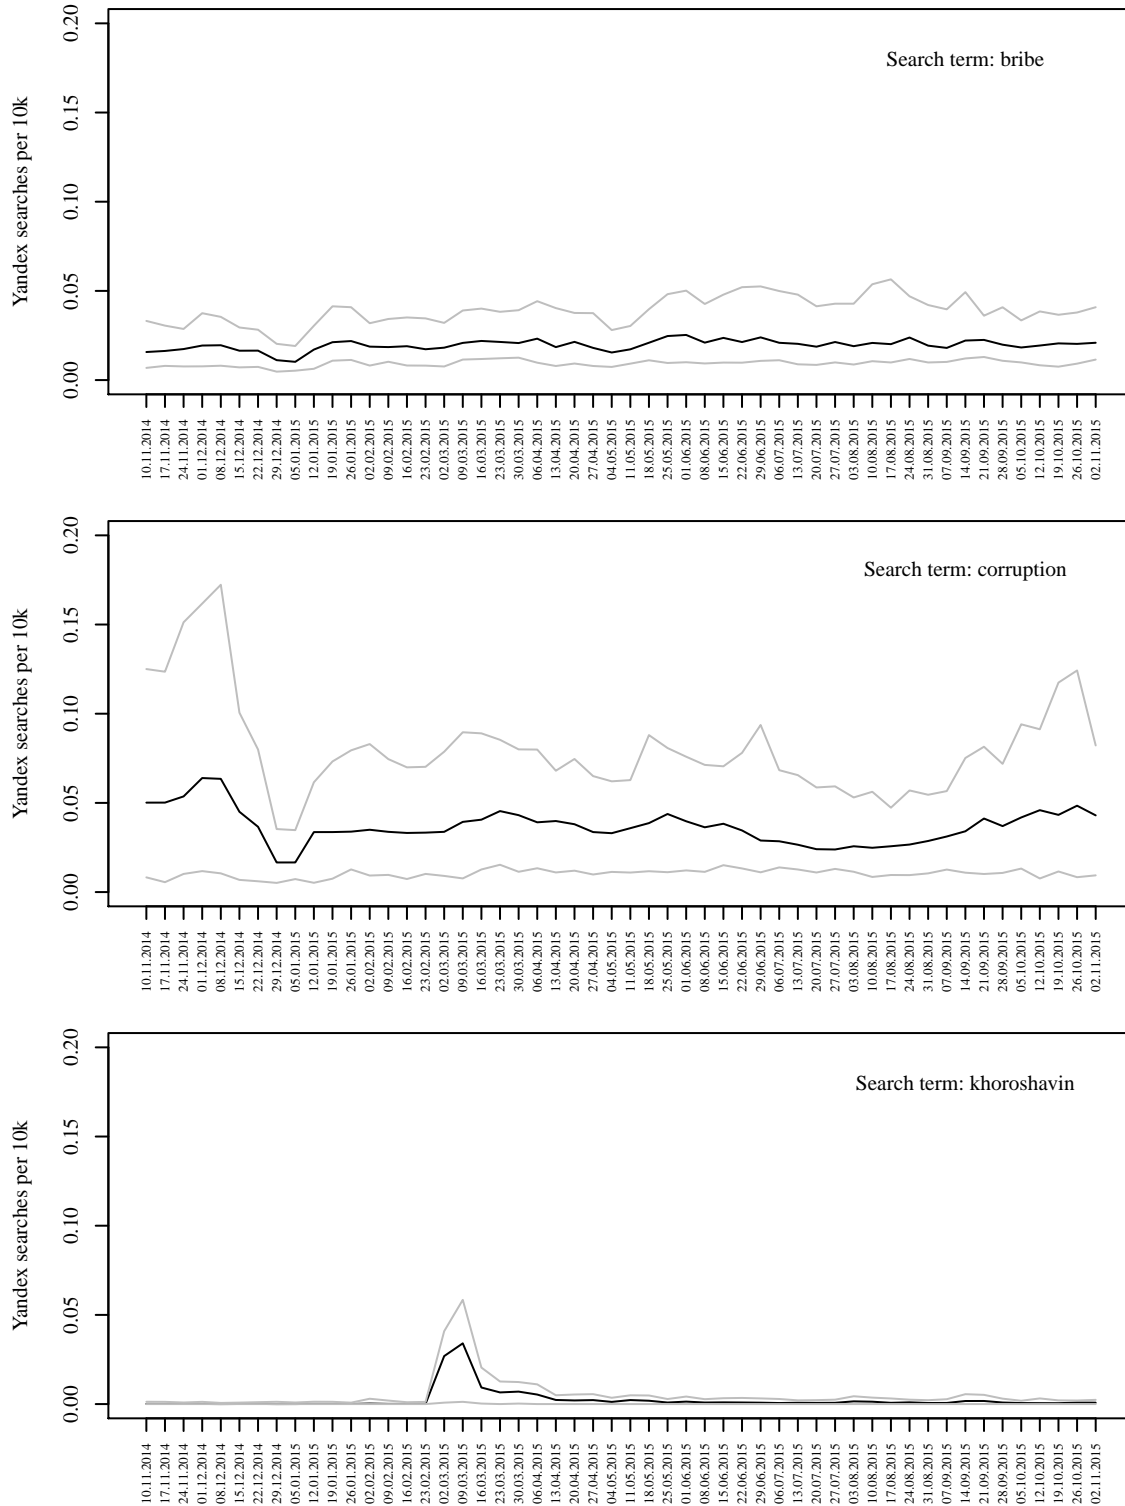 Search term: bribe
Yandex searches per 10k
0.20
0.15
0.10
0.05
0.00
10.11.2014 17.11.2014 24.11.2014 01.12.2014 08.12.2014 15.12.2014 22.12.2014 29.12.2014 05.01.2015 12.01.2015 19.01.2015 26.01.2015 02.02.2015 09.02.2015 16.02.2015 23.02.2015 02.03.2015 09.03.2015 16.03.2015 23.03.2015 30.03.2015 06.04.2015 13.04.2015 20.04.2015 27.04.2015 04.05.2015 11.05.2015 18.05.2015 25.05.2015 01.06.2015 08.06.2015 15.06.2015 22.06.2015 29.06.2015 06.07.2015 13.07.2015 20.07.2015 27.07.2015 03.08.2015 10.08.2015 17.08.2015 24.08.2015 31.08.2015 07.09.2015 14.09.2015 21.09.2015 28.09.2015 05.10.2015 12.10.2015 19.10.2015 26.10.2015 02.11.2015
Search term: corruption
Yandex searches per 10k
0.20
0.15
0.10
0.05
0.00
10.11.2014 17.11.2014 24.11.2014 01.12.2014 08.12.2014 15.12.2014 22.12.2014 29.12.2014 05.01.2015 12.01.2015 19.01.2015 26.01.2015 02.02.2015 09.02.2015 16.02.2015 23.02.2015 02.03.2015 09.03.2015 16.03.2015 23.03.2015 30.03.2015 06.04.2015 13.04.2015 20.04.2015 27.04.2015 04.05.2015 11.05.2015 18.05.2015 25.05.2015 01.06.2015 08.06.2015 15.06.2015 22.06.2015 29.06.2015 06.07.2015 13.07.2015 20.07.2015 27.07.2015 03.08.2015 10.08.2015 17.08.2015 24.08.2015 31.08.2015 07.09.2015 14.09.2015 21.09.2015 28.09.2015 05.10.2015 12.10.2015 19.10.2015 26.10.2015 02.11.2015
Search term: khoroshavin
Yandex searches per 10k
0.20
0.15
0.10
0.05
0.00
10.11.2014 17.11.2014 24.11.2014 01.12.2014 08.12.2014 15.12.2014 22.12.2014 29.12.2014 05.01.2015 12.01.2015 19.01.2015 26.01.2015 02.02.2015 09.02.2015 16.02.2015 23.02.2015 02.03.2015 09.03.2015 16.03.2015 23.03.2015 30.03.2015 06.04.2015 13.04.2015 20.04.2015 27.04.2015 04.05.2015 11.05.2015 18.05.2015 25.05.2015 01.06.2015 08.06.2015 15.06.2015 22.06.2015 29.06.2015 06.07.2015 13.07.2015 20.07.2015 27.07.2015 03.08.2015 10.08.2015 17.08.2015 24.08.2015 31.08.2015 07.09.2015 14.09.2015 21.09.2015 28.09.2015 05.10.2015 12.10.2015 19.10.2015 26.10.2015 02.11.2015